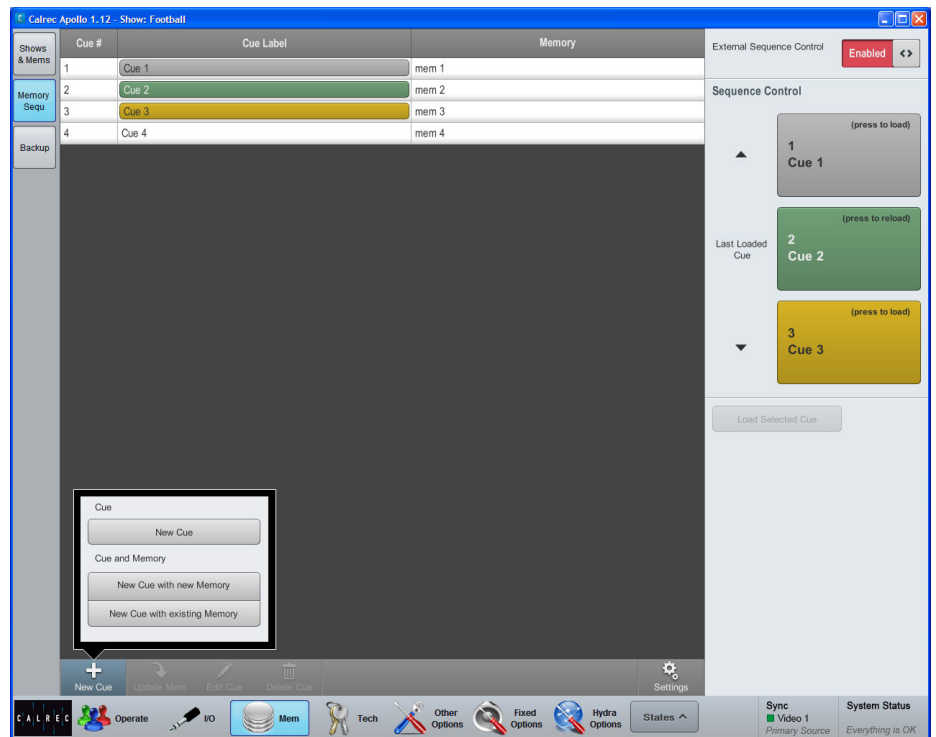 Calrec Apollo 1.12 - Show: Football
Shows
& Mems
Memory
Sequ
Backup
Cue # Cue Label Memory
1 Cue 1 mem 1
2 Cue 2 mem 2
3 Cue 3 mem 3
4 Cue 4 mem 4
External Sequence Control Enabled <>
Sequence Control
(press to load)
1
Cue 1
Last Loaded
Cue
(press to reload)
2
Cue 2
(press to load)
3
Cue 3
Load Selected Cue
Cue
New Cue
Cue and Memory
New Cue with new Memory
New Cue with existing Memory
New Cue Update Mem Edit Cue Delete Cue Settings
CALREC Operate I/O Mem Tech
Other
Options
Fixed
Options
Hydra
Options
States ^
Sync
Video 1
Primary Source
System Status
Everything is OK